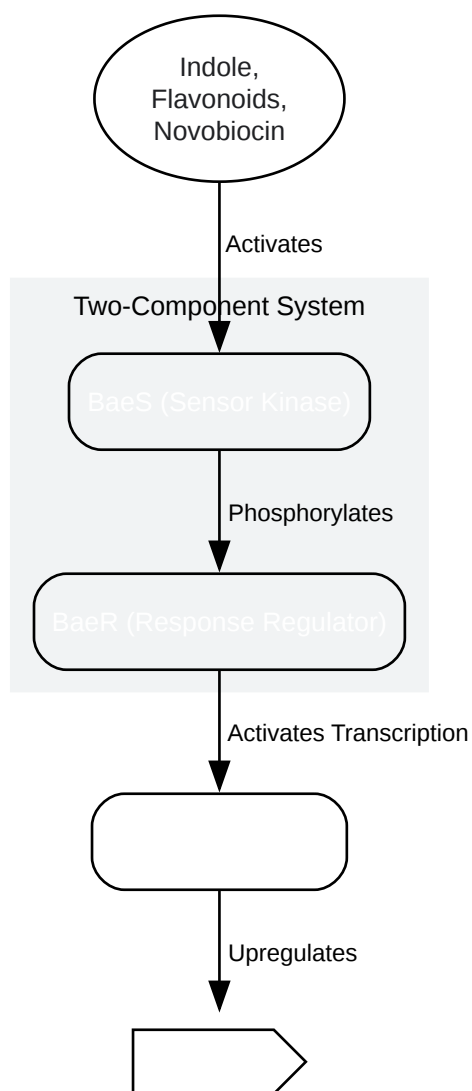 Indole,
Flavonoids,
Novobiocin
Activates
Two-Component System
BaeS (Sensor Kinase)
Phosphorylates
BaeR (Response Regulator)
Activates Transcription
Upregulates